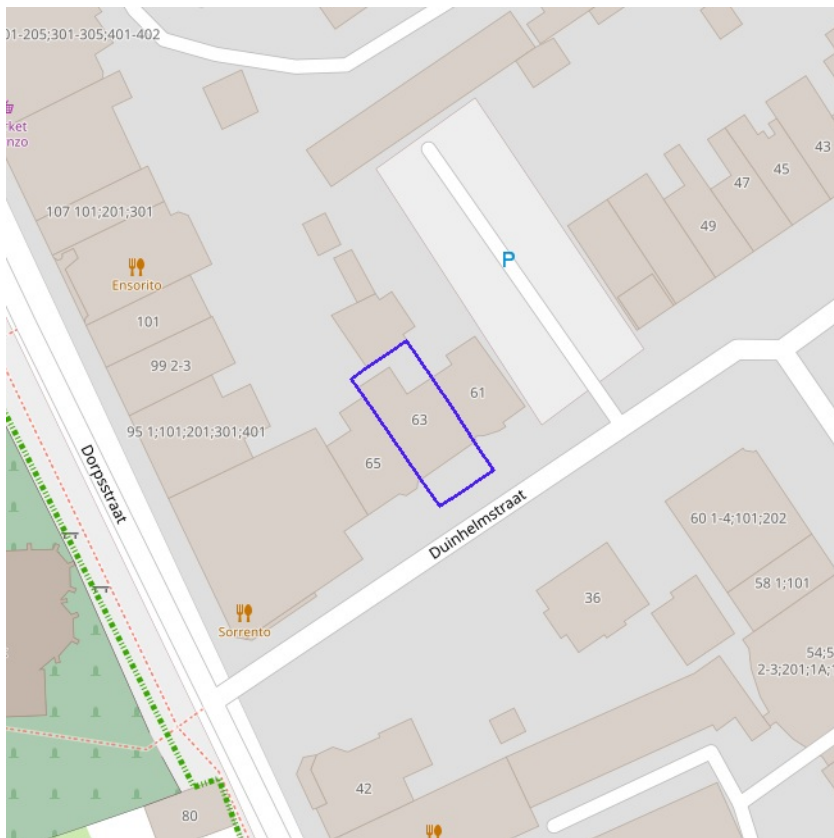 01-205;301-305;401-402
rket
nzo
107 101;201;301
Ensorito
101
99 2-3
95 1;101;201;301;401
Dorpsstraat
Sorrento
P
43
45
47
49
61
63
65
Duinhelmstraat
60 1-4;101;202
58 1;101
36
54;5
2-3;201;1A;
42
80